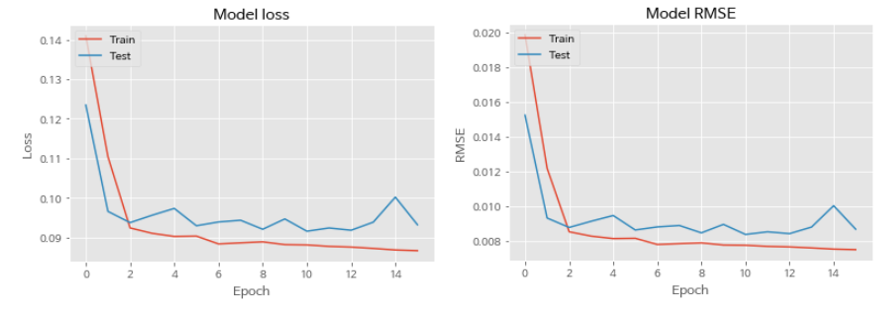 Model loss
0.14
0.13
0.12
0.11
0.10
0.09
Loss
Train
Test
0 2 4 6 8 10 12 14
Epoch
Model RMSE
0.020
0.018
0.016
0.014
0.012
0.010
0.008
RMSE
Train
Test
0 2 4 6 8 10 12 14
Epoch